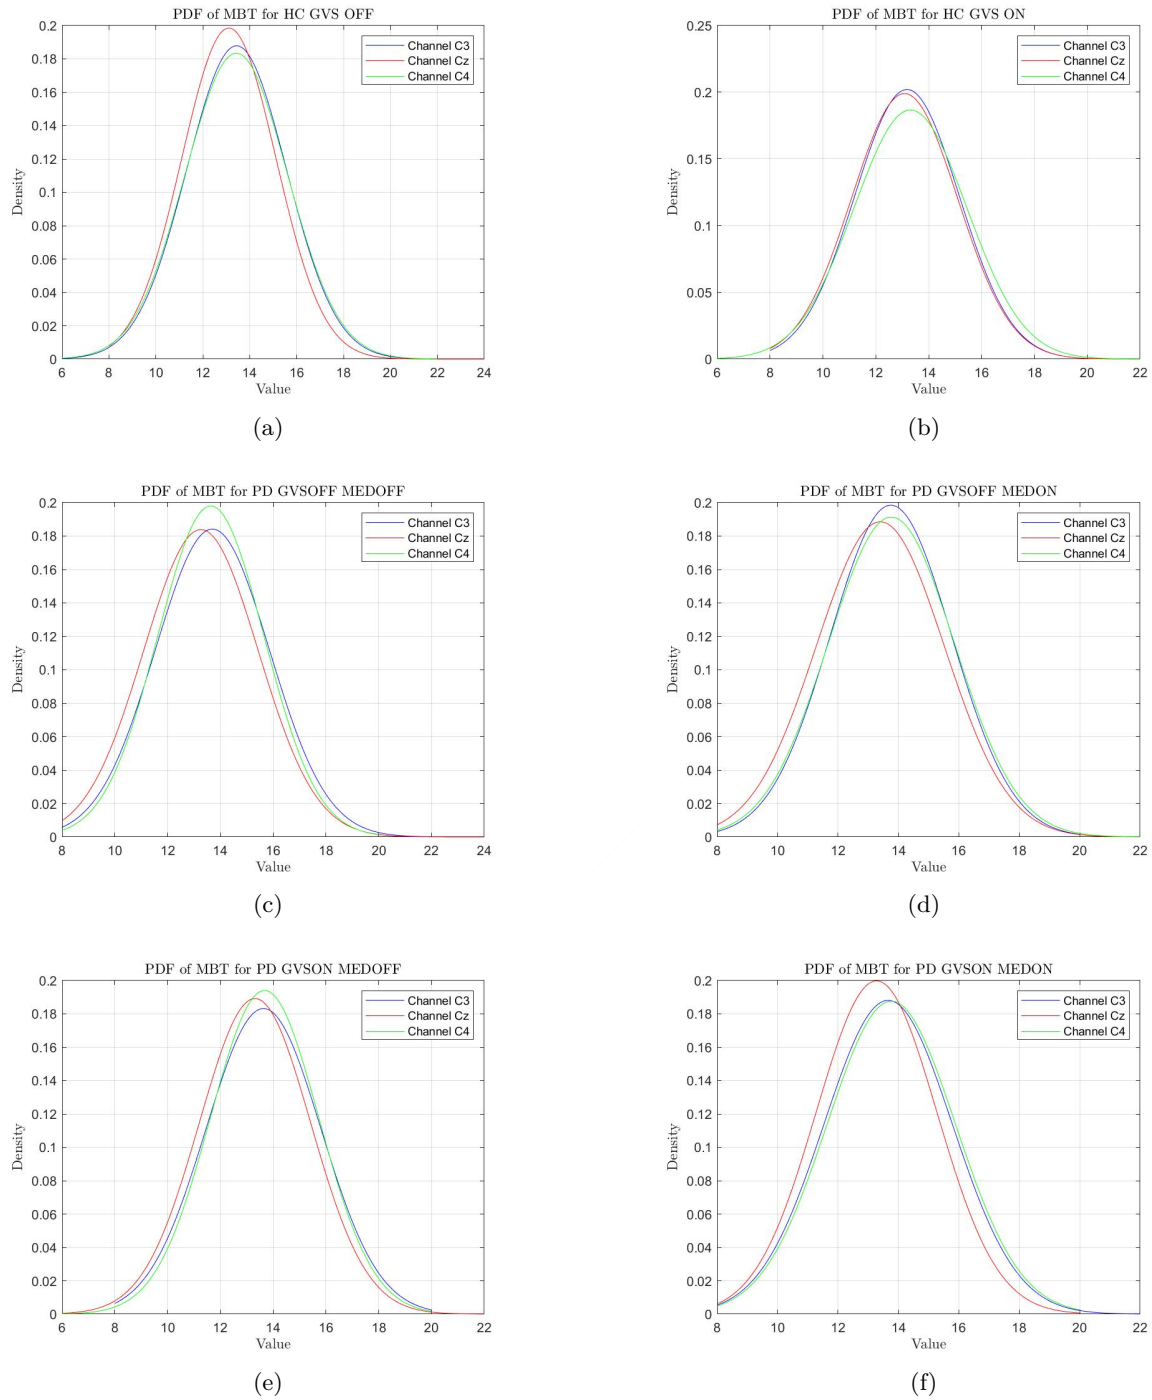 PDF of MBT for HC GVS OFF
0.2
0.18
0.16
0.14
0.12
0.1
0.08
0.06
0.04
0.02
0
Density
Channel C3
Channel Cz
Channel C4
6 8 10 12 14 16 18 20 22 24
Value
(a)
PDF of MBT for HC GVS ON
0.25
0.2
0.15
0.1
0.05
0
Density
Channel C3
Channel Cz
Channel C4
6 8 10 12 14 16 18 20 22
Value
(b)
PDF of MBT for PD GVSOFF MEDOFF
0.2
0.18
0.16
0.14
0.12
0.1
0.08
0.06
0.04
0.02
0
Density
Channel C3
Channel Cz
Channel C4
8 10 12 14 16 18 20 22 24
Value
(c)
PDF of MBT for PD GVSOFF MEDON
0.2
0.18
0.16
0.14
0.12
0.1
0.08
0.06
0.04
0.02
0
Density
Channel C3
Channel Cz
Channel C4
8 10 12 14 16 18 20 22
Value
(d)
PDF of MBT for PD GVSON MEDOFF
0.2
0.18
0.16
0.14
0.12
0.1
0.08
0.06
0.04
0.02
0
Density
Channel C3
Channel Cz
Channel C4
6 8 10 12 14 16 18 20 22
Value
(e)
PDF of MBT for PD GVSON MEDON
0.2
0.18
0.16
0.14
0.12
0.1
0.08
0.06
0.04
0.02
0
Density
Channel C3
Channel Cz
Channel C4
8 10 12 14 16 18 20 22
Value
(f)